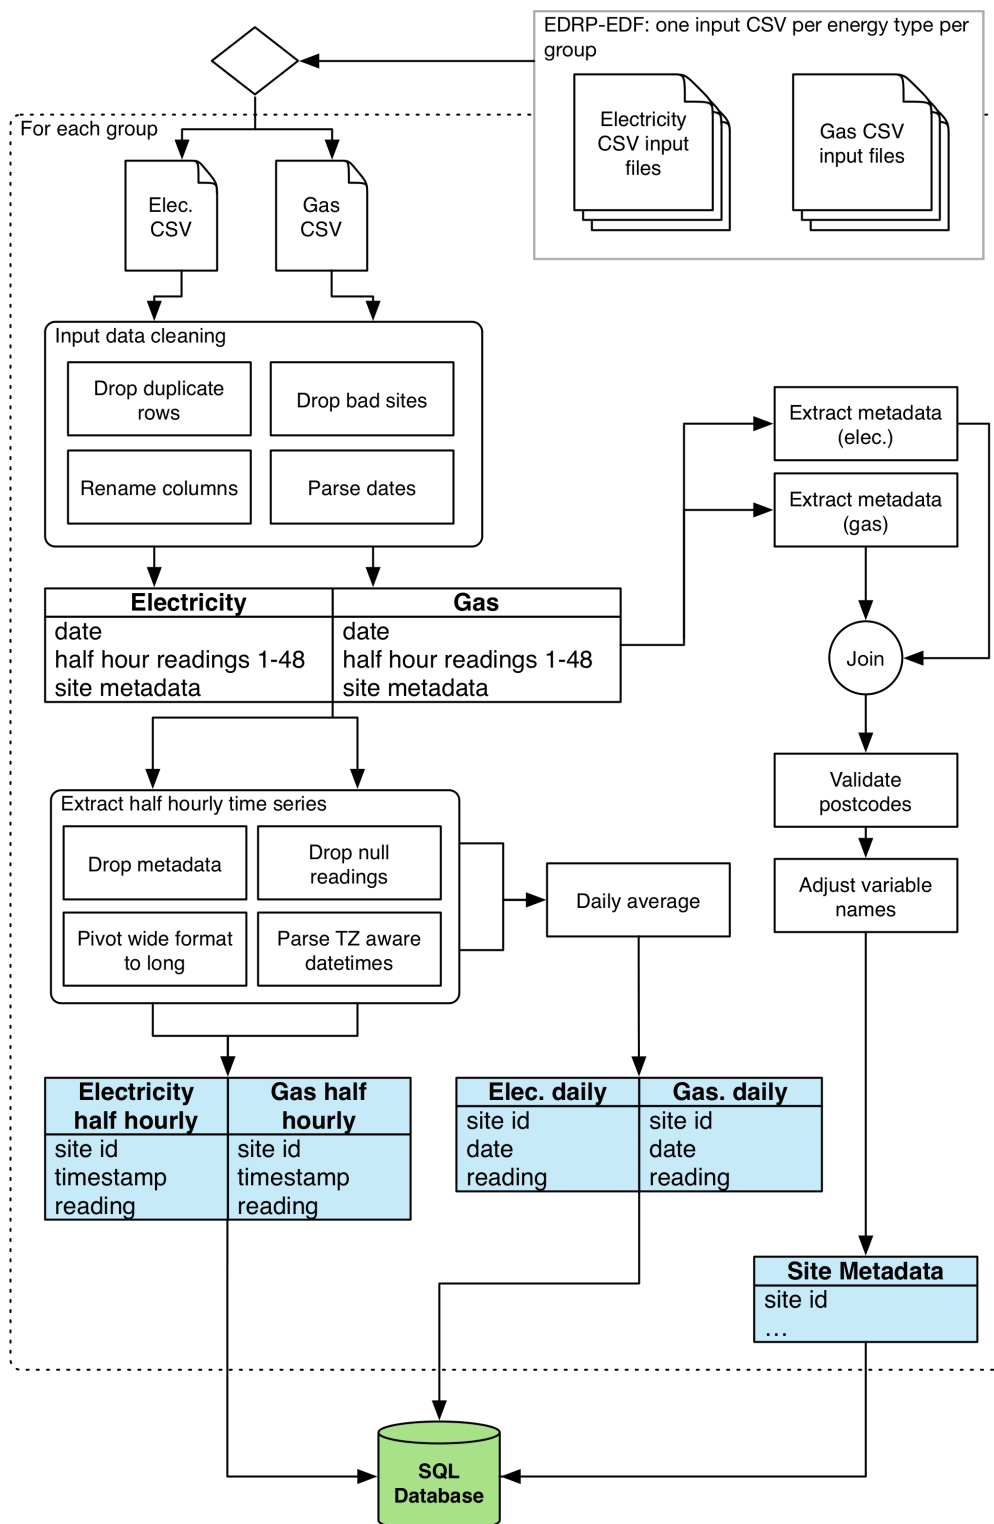 EDRP-EDF: one input CSV per energy type per
group
Electricity
CSV input
files
Gas CSV
input files
For each group
Elec.
CSV
Gas
CSV
Input data cleaning
Drop duplicate
rows
Drop bad sites
Rename columns
Parse dates
Extract metadata
(elec.)
Extract metadata
(gas)
Electricity
date
half hour readings 1-48
site metadata
Gas
date
half hour readings 1-48
site metadata
Join
Validate
postcodes
Adjust variable
names
Extract half hourly time series
Drop metadata
Drop null
readings
Pivot wide format
to long
Parse TZ aware
datetimes
Daily average
Electricity
half hourly
site id
timestamp
reading
Gas half
hourly
site id
timestamp
reading
Elec. daily
site id
date
reading
Gas. daily
site id
date
reading
Site Metadata
site id
...
SQL
Database